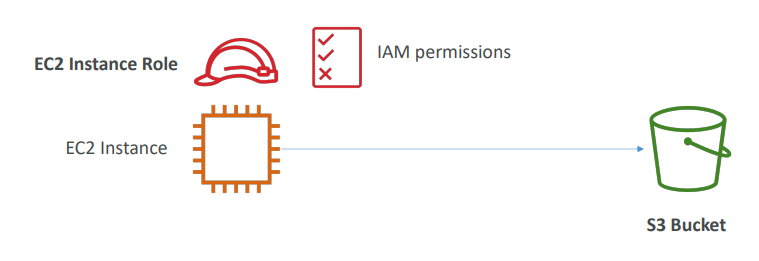 EC2 Instance Role
IAM permissions
EC2 Instance
S3 Bucket